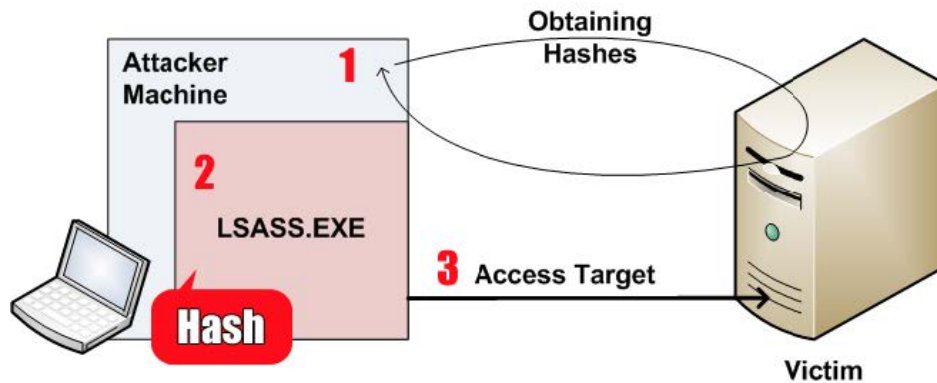 Obtaining
Hashes
Attacker
Machine
1
2
LSASS.EXE
Hash
3 Access Target
Victim